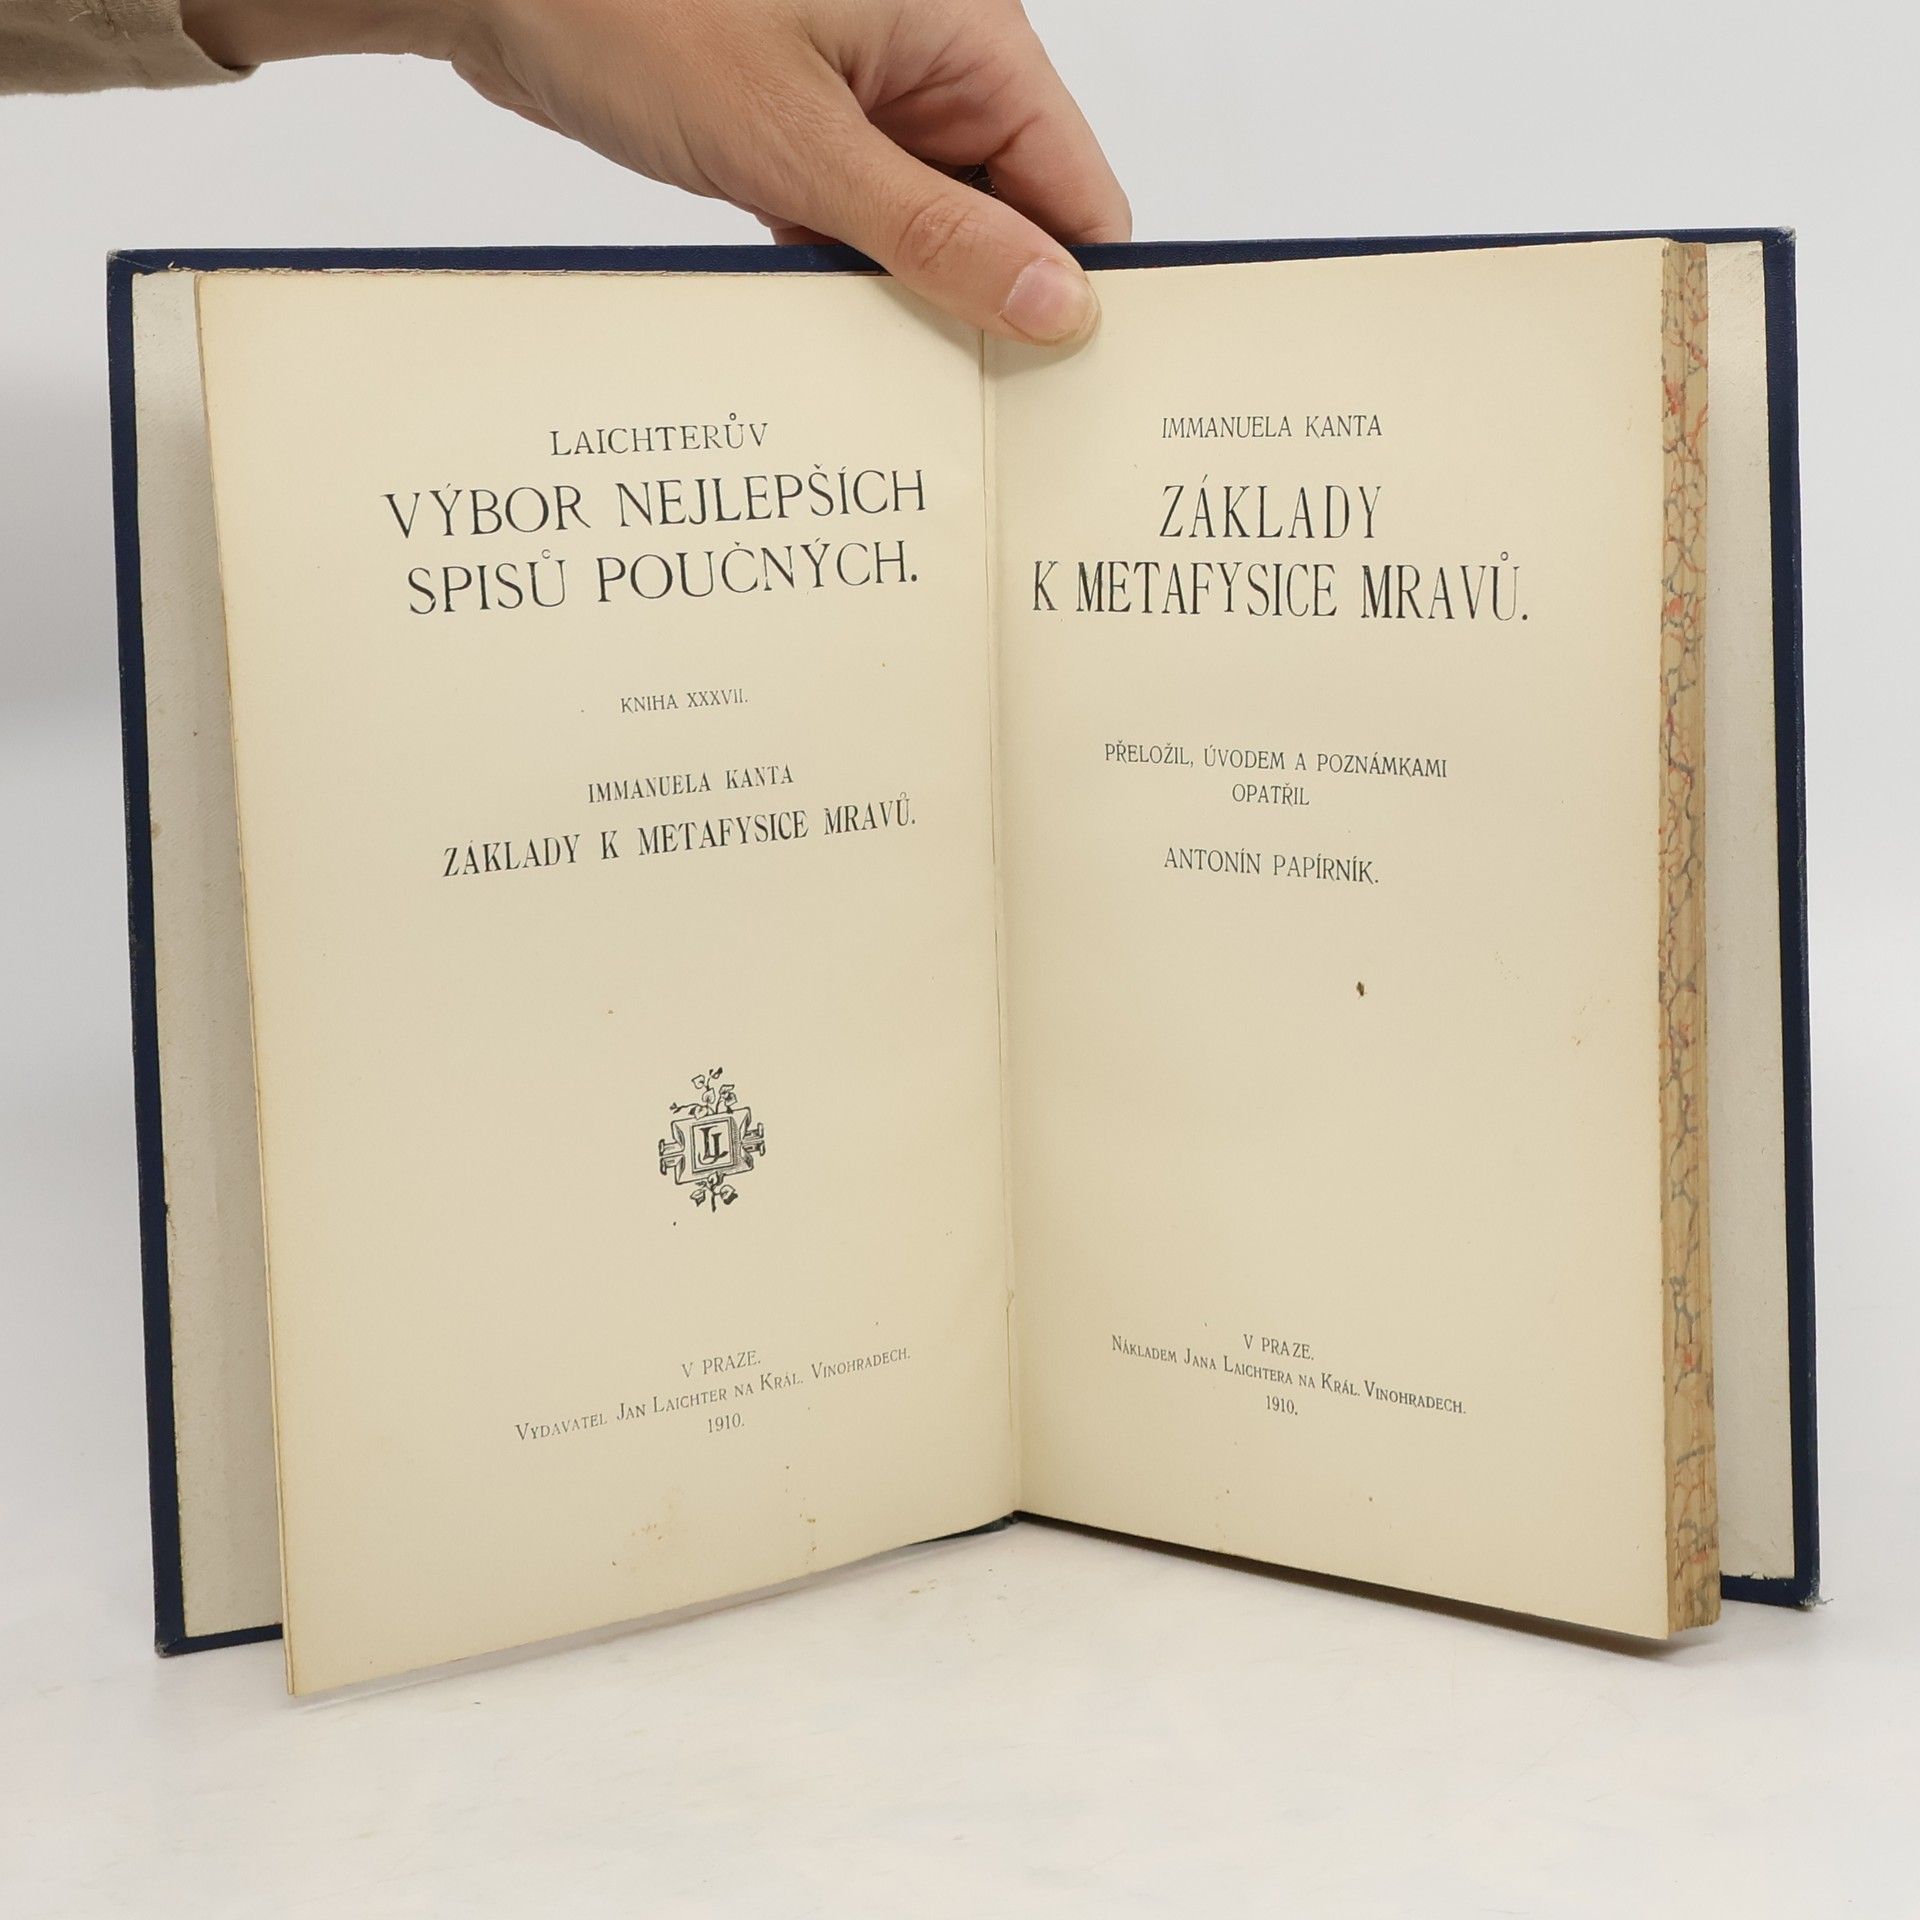 LAICHTERŮV
VÝBOR NEJLEPŠÍCH
SPISŮ POUČNÝCH.
KNIHA XXXVII.
IMMANUELA KANTA
ZÁKLADY K METAFYSICE MRAVŮ.
JL
V PRAZE.
VYDAVATEL JAN LAICHTER NA KRÁL. VINOHRADECH.
1910.
IMMANUELA KANTA
ZÁKLADY
K METAFYSICE MRAVŮ.
PŘELOŽIL, ÚVODEM A POZNÁMKAMI
OPATŘIL
ANTONÍN PAPÍRNÍK.
V PRAZE.
NÁKLADEM JANA LAICHTERA NA KRÁL. VINOHRADECH.
1910.